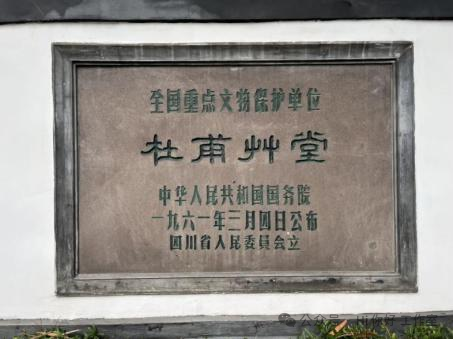 全国重点文物保护单位
杜甫艸堂
中华人民共和国国务院
一九六一年三月四日公布
四川省人民委員会立